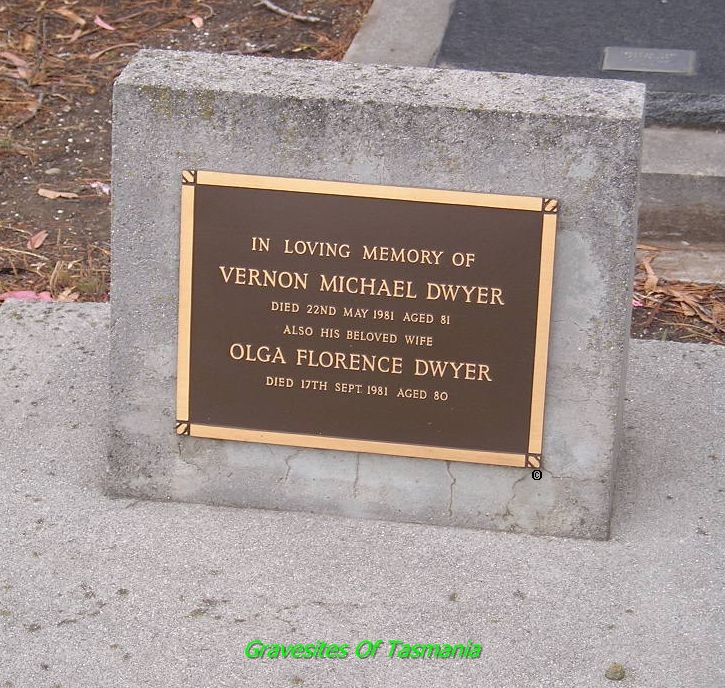 IN LOVING MEMORY OF
VERNON MICHAEL DWYER
DIED 22ND MAY 1981 AGED 81
ALSO HIS BELOVED WIFE
OLGA FLORENCE DWYER
DIED 17TH SEPT. 1981 AGED 80
©
Gravesites Of Tasmania